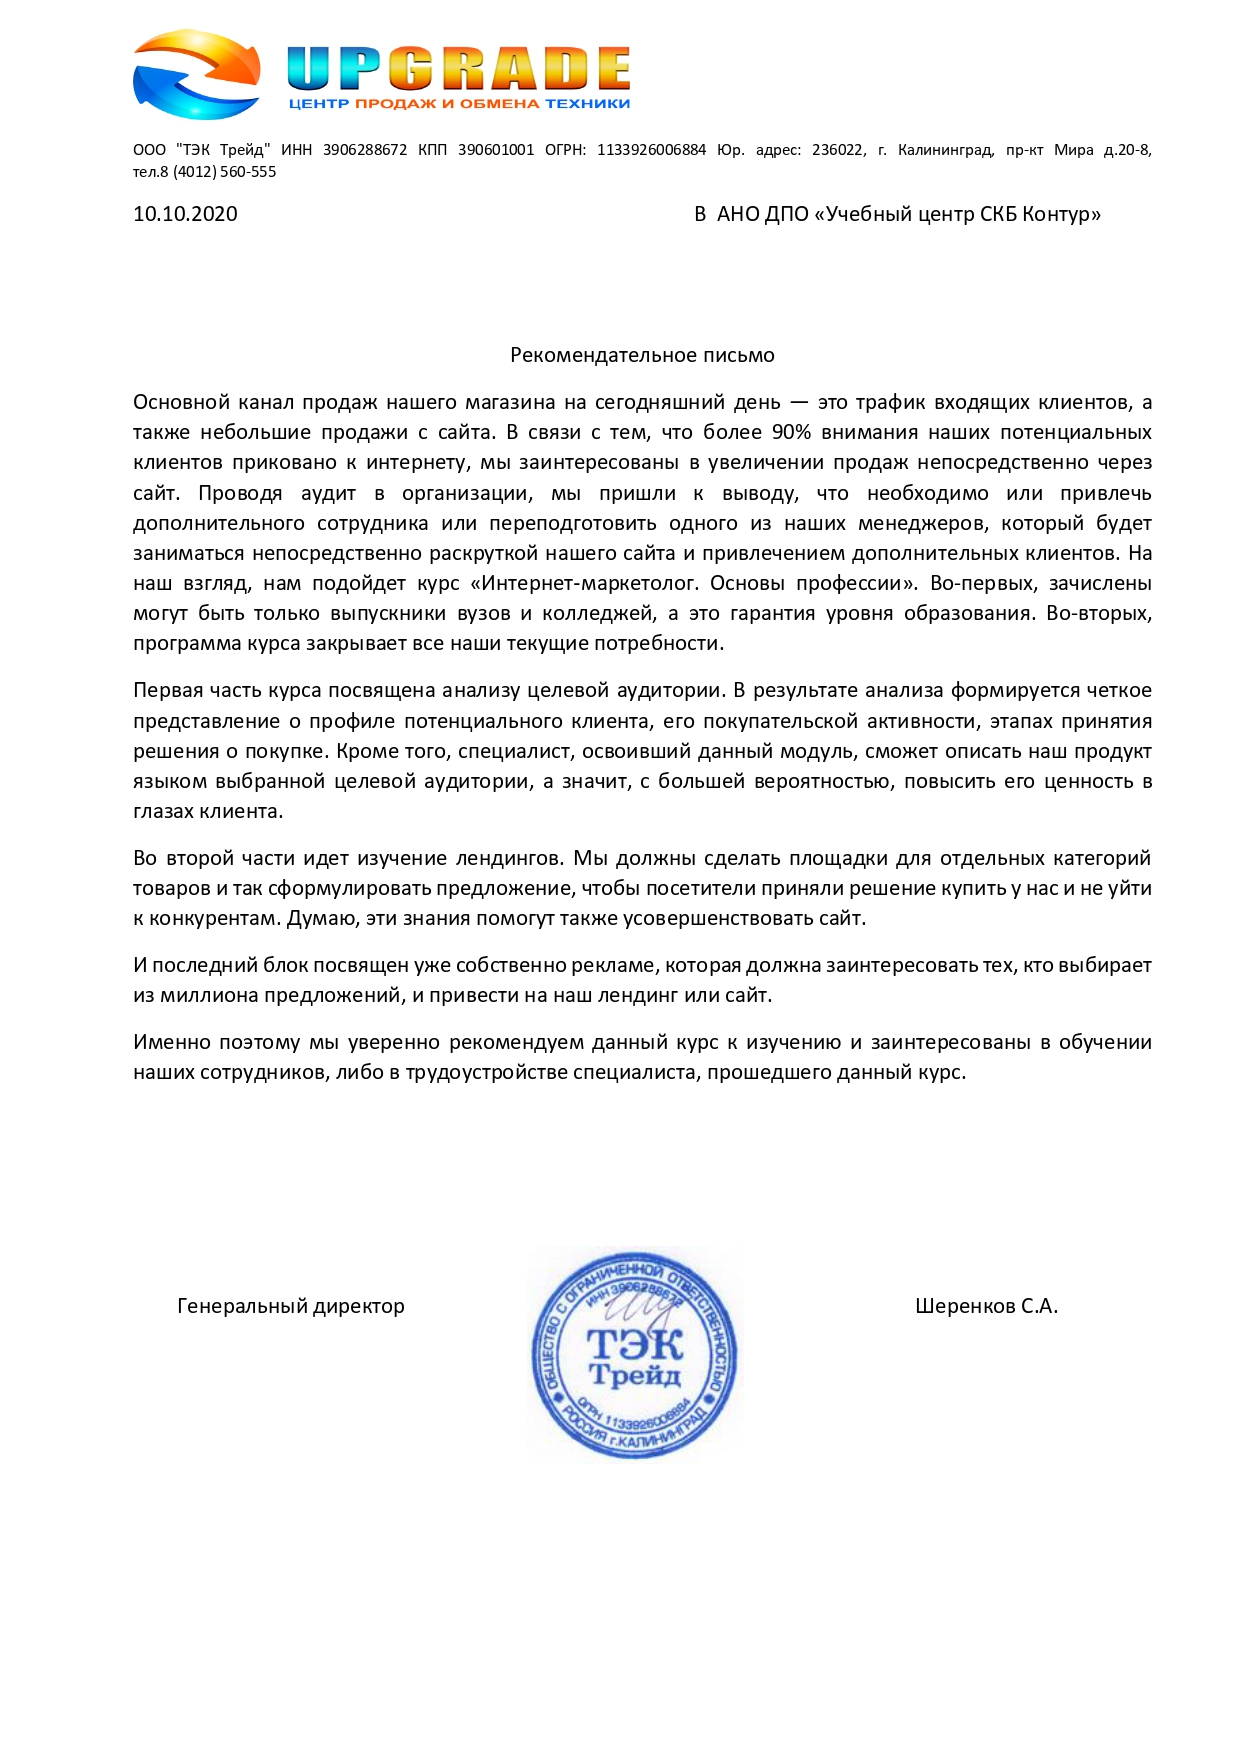 UPGRADE
ЦЕНТР ПРОДАЖ И ОБМЕНА ТЕХНИКИ
ООО "ТЭК Трейд" ИНН 3906288672 КПП 390601001 ОГРН: 1133926006884 Юр. адрес: 236022, г. Калининград, пр-кт Мира д.20-8,
тел.8 (4012) 560-555
10.10.2020 В АНО ДПО «Учебный центр СКБ Контур»
Рекомендательное письмо
Основной канал продаж нашего магазина на сегодняшний день — это трафик входящих клиентов, а
также небольшие продажи с сайта. В связи с тем, что более 90% внимания наших потенциальных
клиентов приковано к интернету, мы заинтересованы в увеличении продаж непосредственно через
сайт. Проводя аудит в организации, мы пришли к выводу, что необходимо или привлечь
дополнительного сотрудника или переподготовить одного из наших менеджеров, который будет
заниматься непосредственно раскруткой нашего сайта и привлечением дополнительных клиентов. На
наш взгляд, нам подойдет курс «Интернет-маркетолог. Основы профессии». Во-первых, зачислены
могут быть только выпускники вузов и колледжей, а это гарантия уровня образования. Во-вторых,
программа курса закрывает все наши текущие потребности.
Первая часть курса посвящена анализу целевой аудитории. В результате анализа формируется четкое
представление о профиле потенциального клиента, его покупательской активности, этапах принятия
решения о покупке. Кроме того, специалист, освоивший данный модуль, сможет описать наш продукт
языком выбранной целевой аудитории, а значит, с большей вероятностью, повысить его ценность в
глазах клиента.
Во второй части идет изучение лендингов. Мы должны сделать площадки для отдельных категорий
товаров и так сформулировать предложение, чтобы посетители приняли решение купить у нас и не уйти
к конкурентам. Думаю, эти знания помогут также усовершенствовать сайт.
И последний блок посвящен уже собственно рекламе, которая должна заинтересовать тех, кто выбирает
из миллиона предложений, и привести на наш лендинг или сайт.
Именно поэтому мы уверенно рекомендуем данный курс к изучению и заинтересованы в обучении
наших сотрудников, либо в трудоустройстве специалиста, прошедшего данный курс.
Генеральный директор Шеренков С.А.
ОБЩЕСТВО С ОГРАНИЧЕННОЙ ОТВЕТСТВЕННОСТЬЮ
ИНН 3906288672
ТЭК
Трейд
ОГРН 1133926006884
РОССИЯ г.КАЛИНИНГРАД